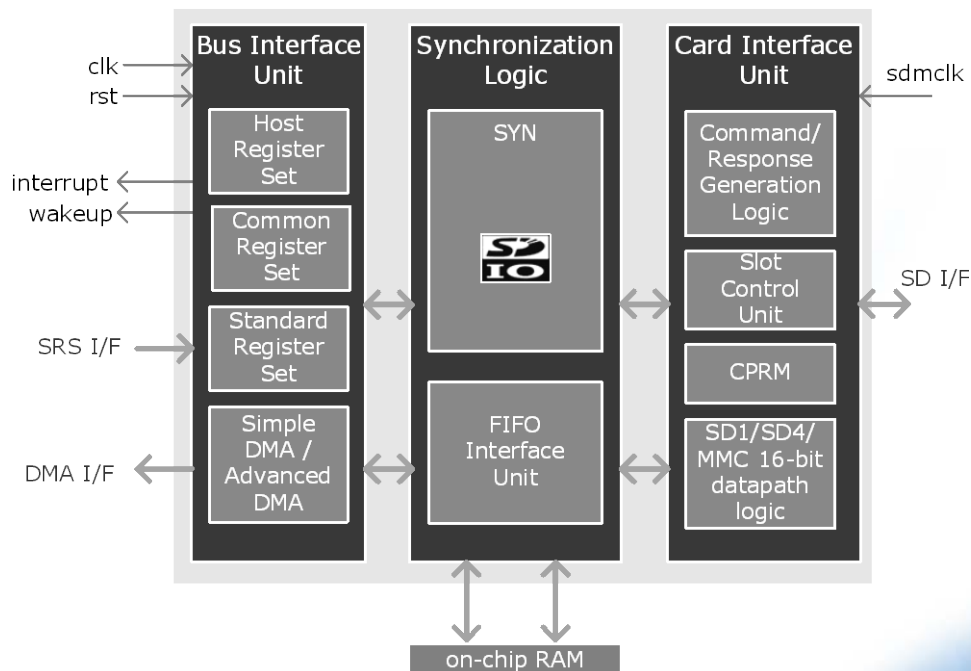 Bus Interface
Unit
Synchronization
Logic
Card Interface
Unit
clk
rst
interrupt
wakeup
SRS I/F
DMA I/F
Host
Register
Set
Common
Register
Set
Standard
Register
Set
Simple
DMA /
Advanced
DMA
SYN
SD
IO
FIFO
Interface
Unit
Command/
Response
Generation
Logic
Slot
Control
Unit
CPRM
SD1/SD4/
MMC 16-bit
datapath
logic
sdmclk
SD I/F
on-chip RAM